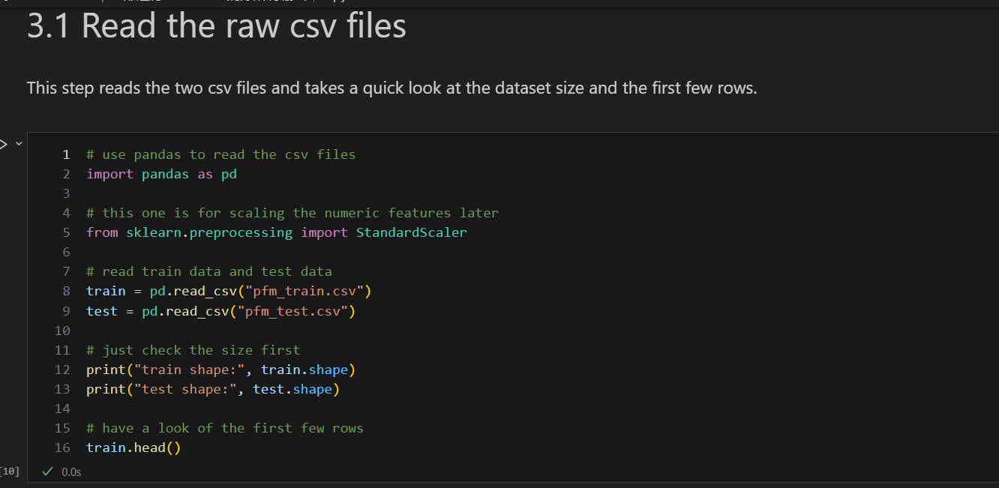 3.1 Read the raw csv files
This step reads the two csv files and takes a quick look at the dataset size and the first few rows.
1 # use pandas to read the csv files
2 import pandas as pd
3
4 # this one is for scaling the numeric features later
5 from sklearn.preprocessing import StandardScaler
6
7 # read train data and test data
8 train = pd.read_csv("pfm_train.csv")
9 test = pd.read_csv("pfm_test.csv")
10
11 # just check the size first
12 print("train shape:", train.shape)
13 print("test shape:", test.shape)
14
15 # have a look of the first few rows
16 train.head()
[10] ✓ 0.0s